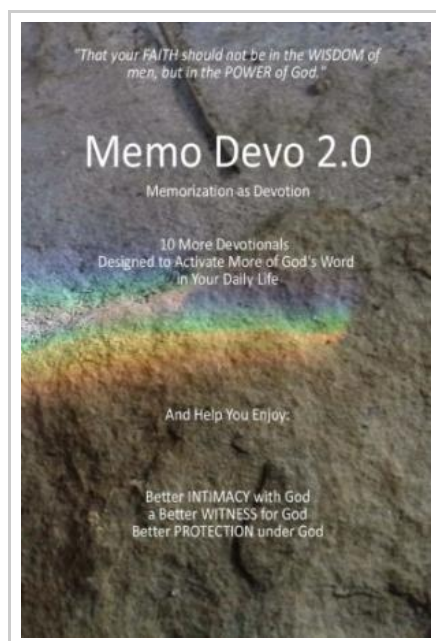 "That your FAITH should not be in the WISDOM of
men, but in the POWER of God."
Memo Devo 2.0
Memorization as Devotion
10 More Devotionals
Designed to Activate More of God's Word
in Your Daily Life
And Help You Enjoy:
Better INTIMACY with God
a Better WITNESS for God
Better PROTECTION under God